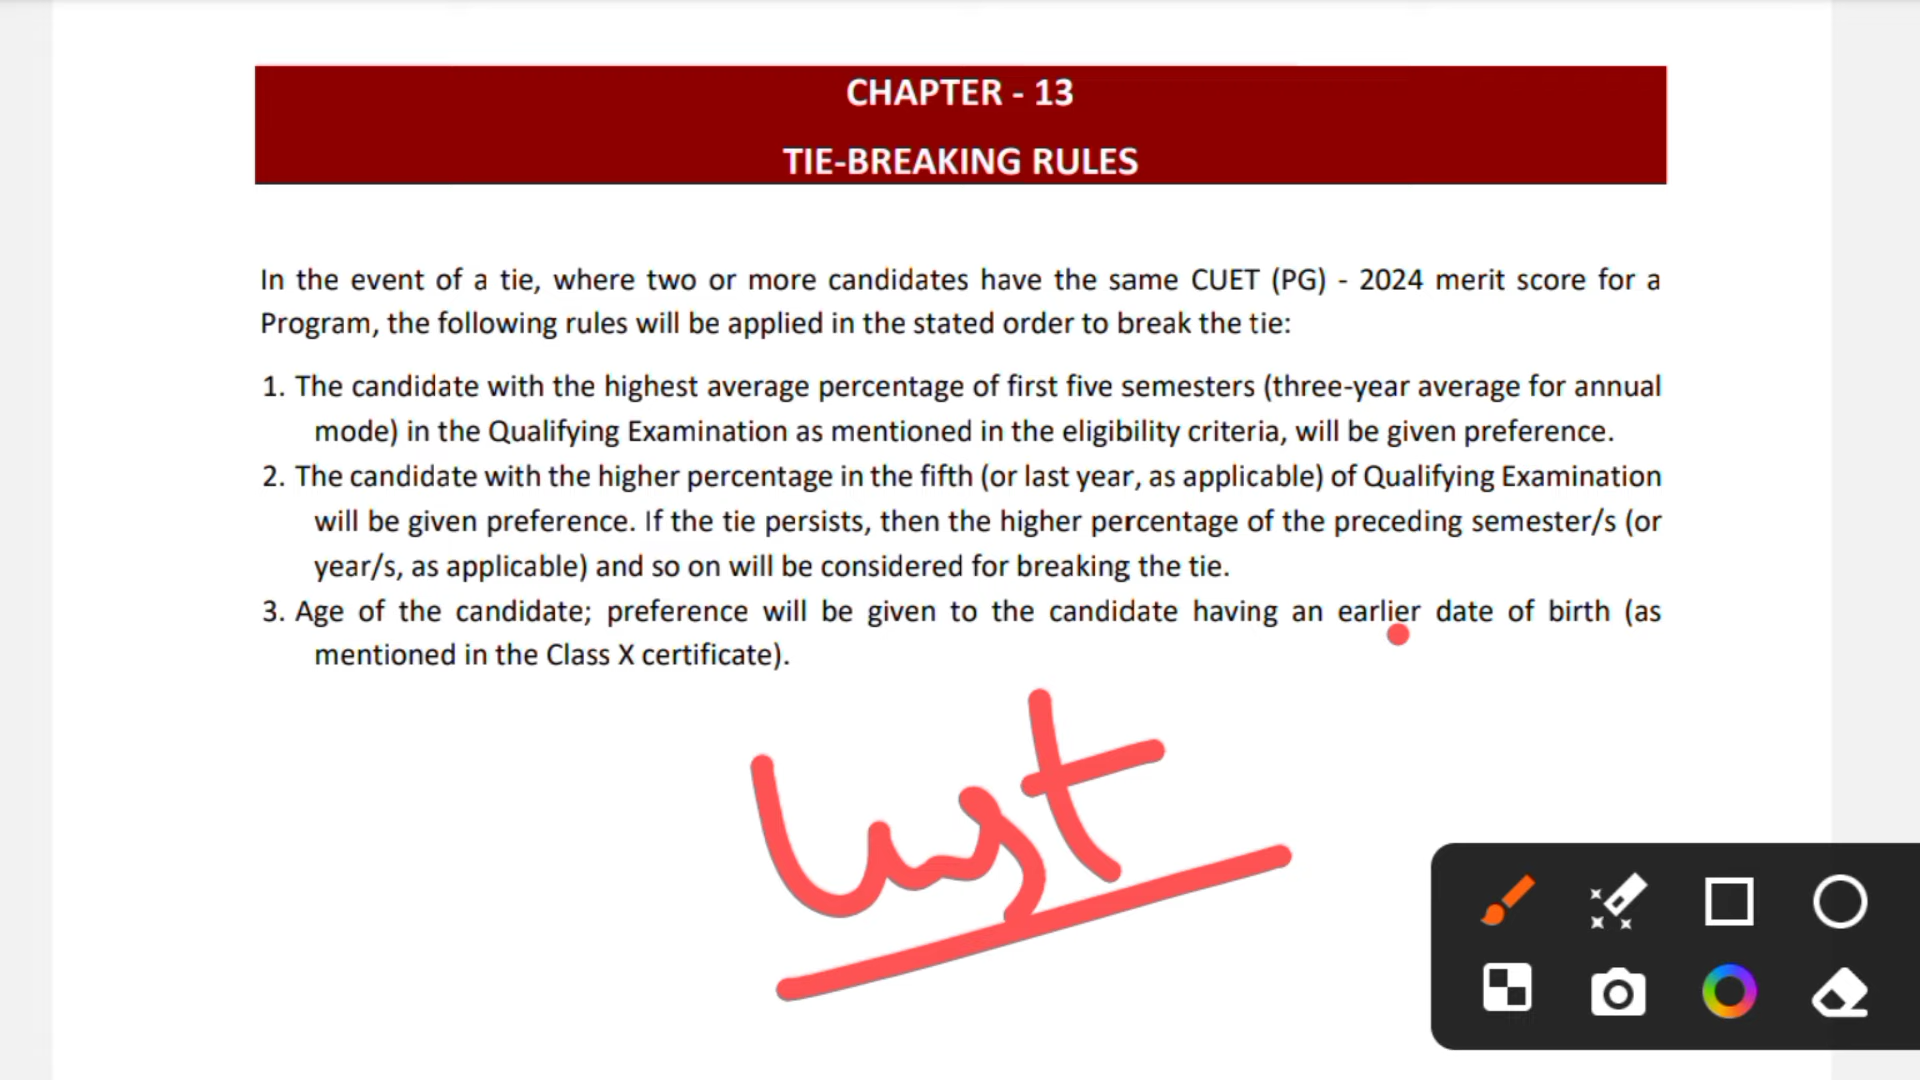 CHAPTER - 13
TIE-BREAKING RULES
In the event of a tie, where two or more candidates have the same CUET (PG) - 2024 merit score for a
Program, the following rules will be applied in the stated order to break the tie:
1. The candidate with the highest average percentage of first five semesters (three-year average for annual
mode) in the Qualifying Examination as mentioned in the eligibility criteria, will be given preference.
2. The candidate with the higher percentage in the fifth (or last year, as applicable) of Qualifying Examination
will be given preference. If the tie persists, then the higher percentage of the preceding semester/s (or
year/s, as applicable) and so on will be considered for breaking the tie.
3. Age of the candidate; preference will be given to the candidate having an earlier date of birth (as
mentioned in the Class X certificate).